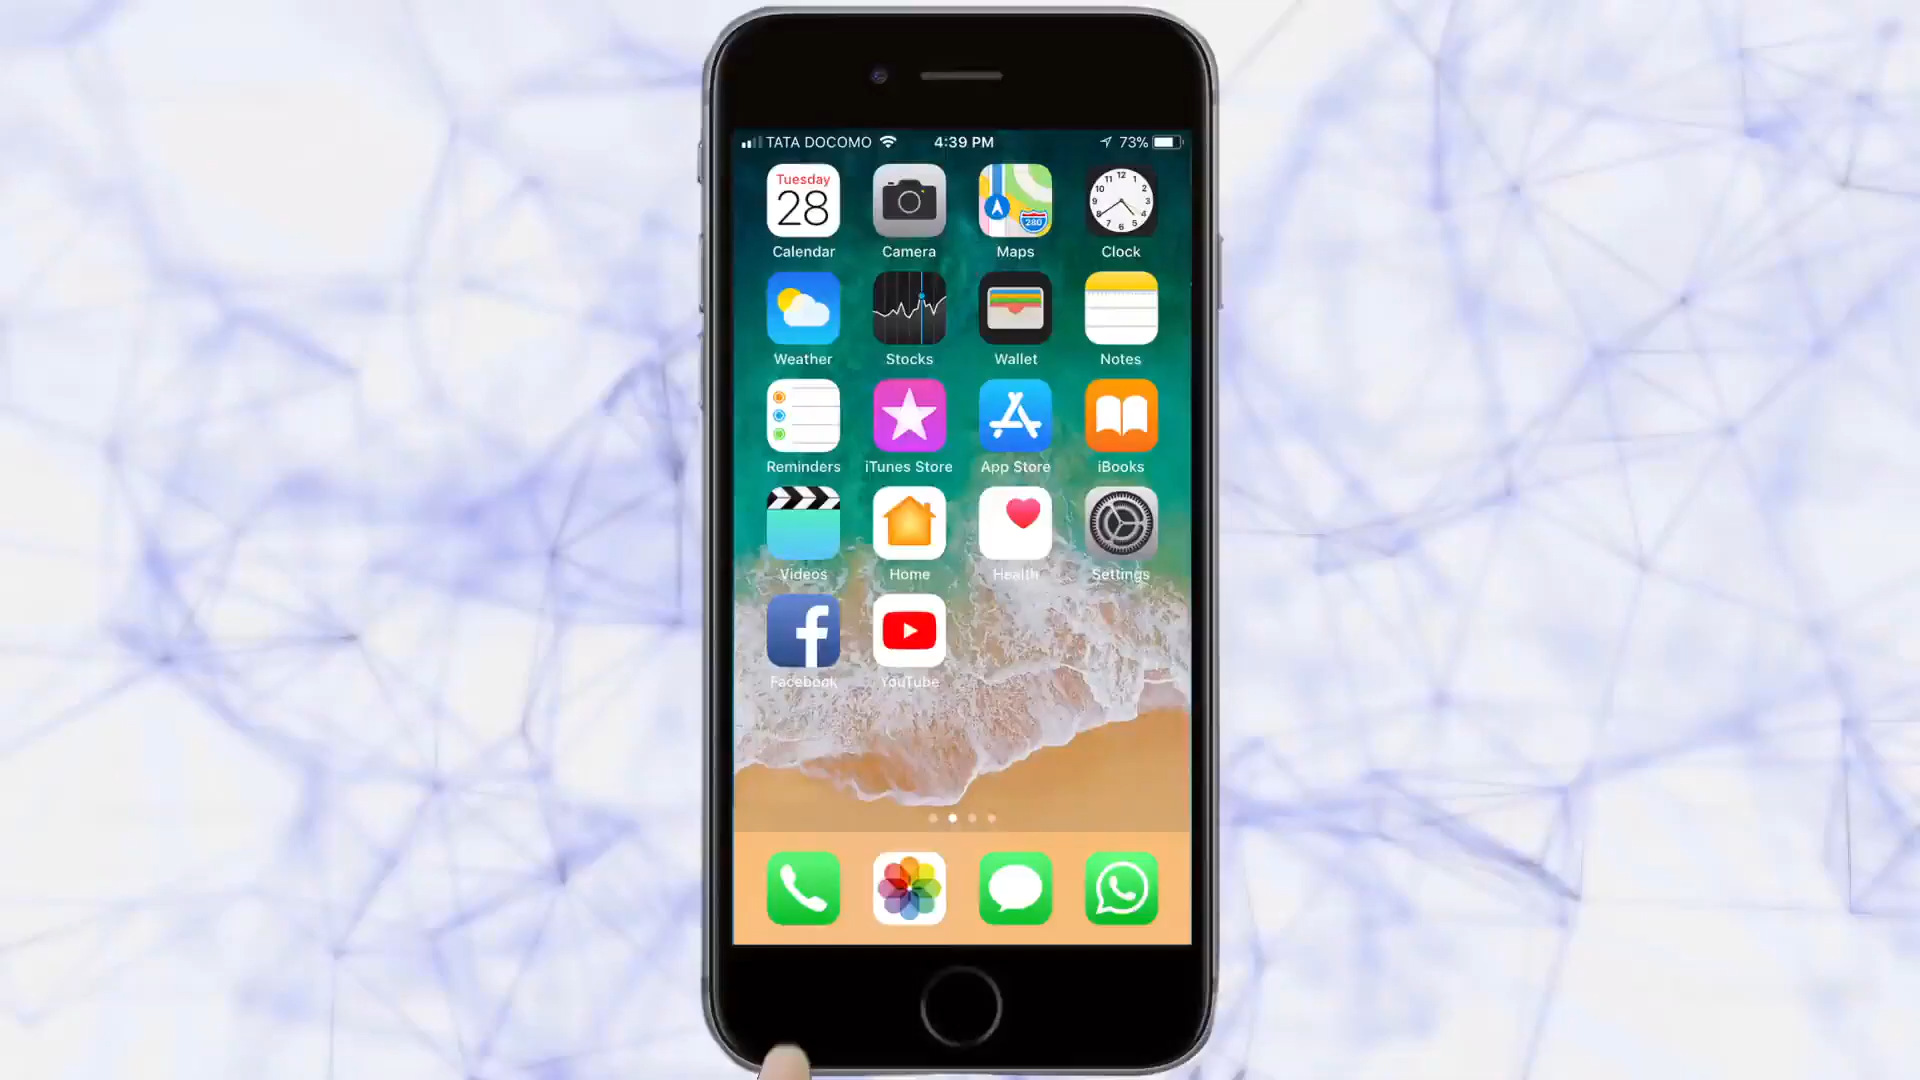 TATA DOCOMO 4:39 PM 73%
Tuesday
28
280
Calendar Camera Maps Clock
Weather Stocks Wallet Notes
Reminders iTunes Store App Store iBooks
Videos Home Health Settings
Facebook YouTube